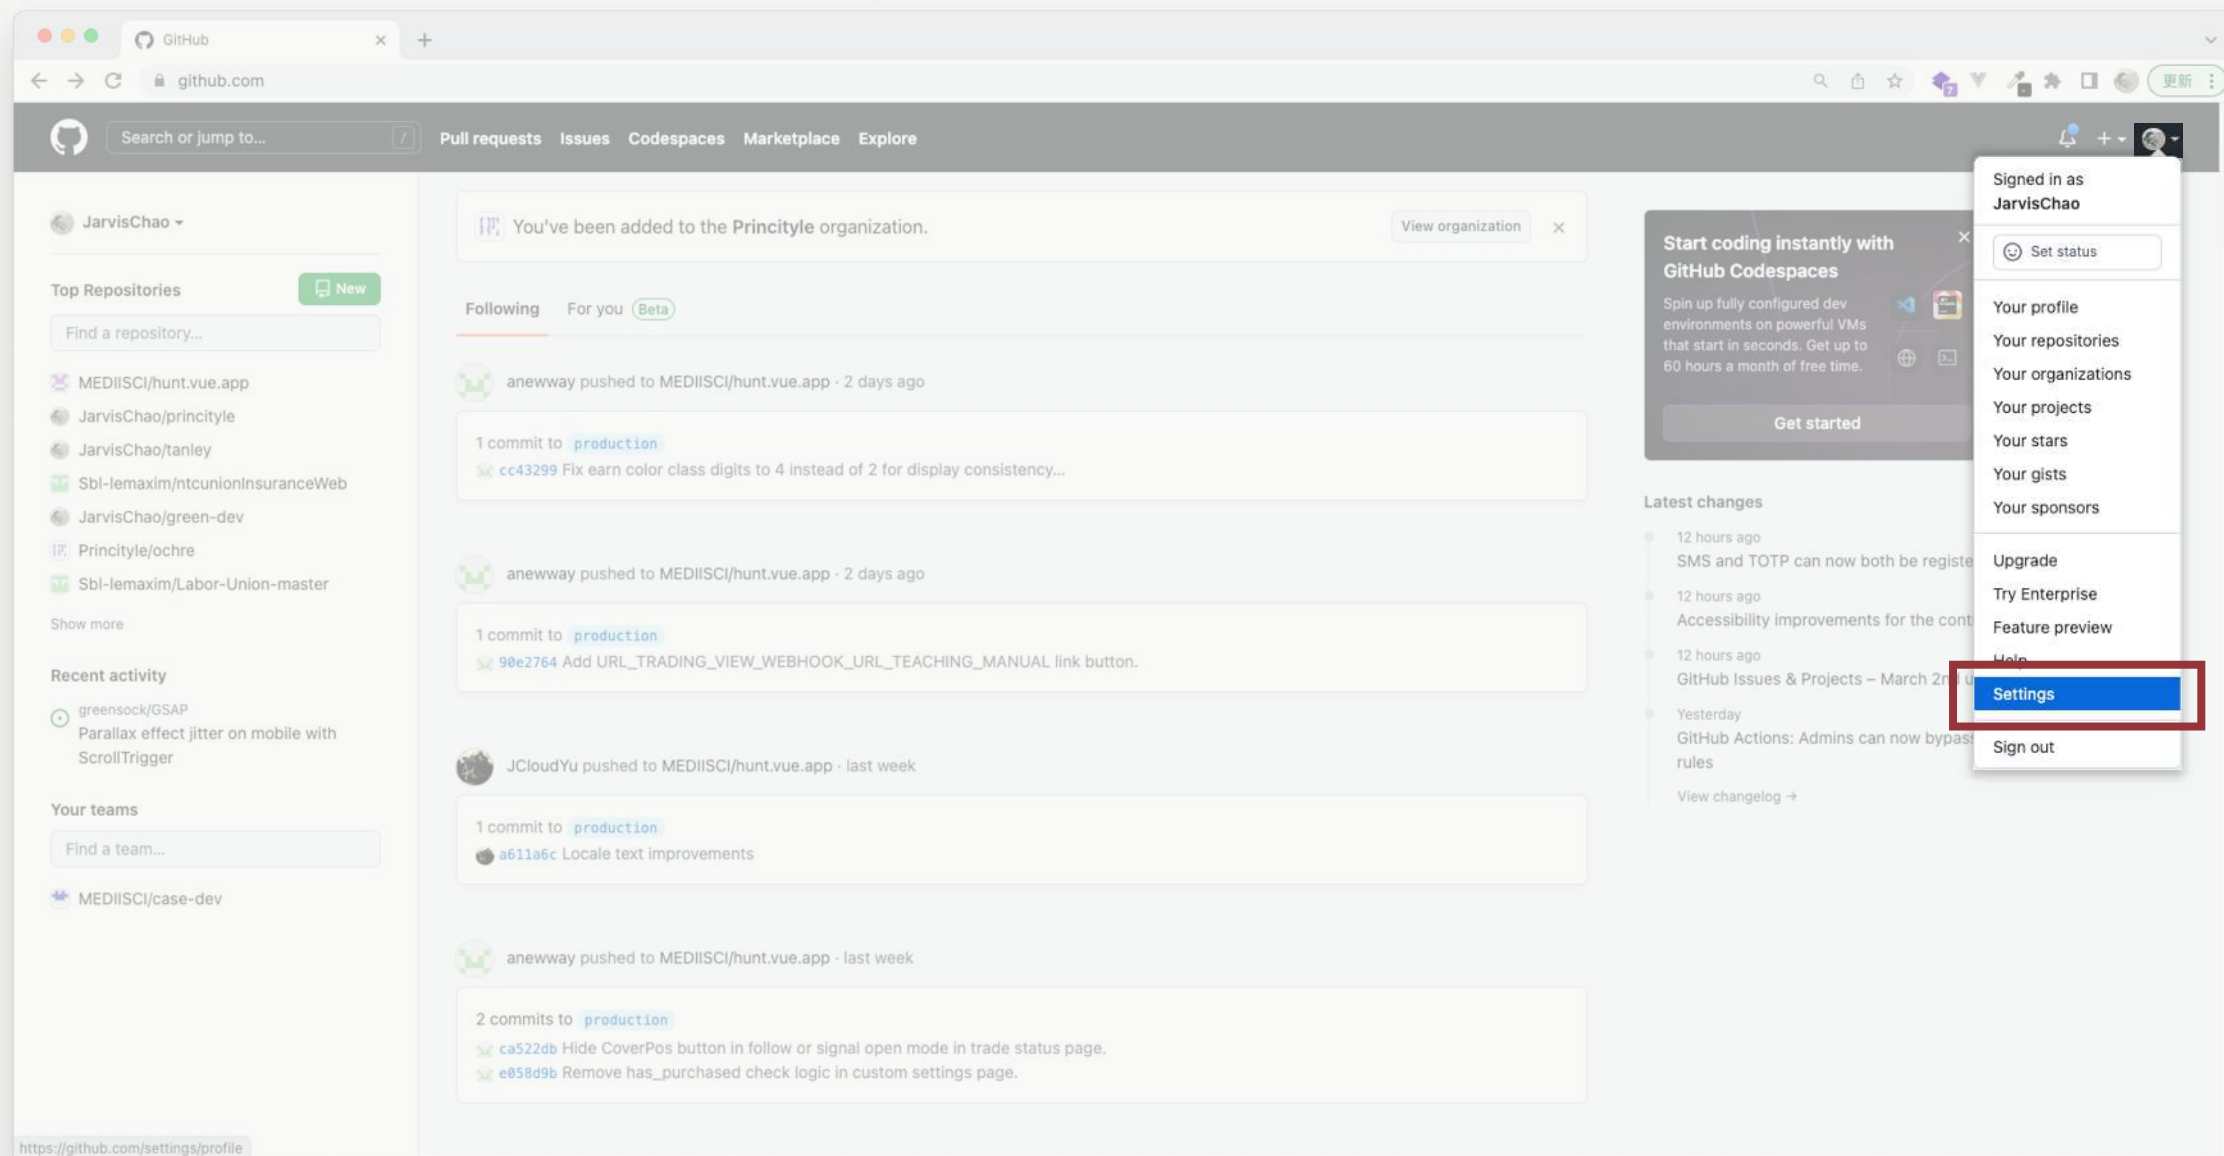 GitHub
github.com
7
更新
Search or jump to...
/
Pull requests Issues Codespaces Marketplace Explore
JarvisChao
Top Repositories
New
Find a repository...
MEDIISCI/hunt.vue.app
JarvisChao/princityle
JarvisChao/tanley
Sbl-lemaxim/ntcunionInsuranceWeb
JarvisChao/green-dev
Princityle/ochre
Sbl-lemaxim/Labor-Union-master
Show more
Recent activity
greensock/GSAP
Parallax effect jitter on mobile with
ScrollTrigger
Your teams
Find a team...
MEDIISCI/case-dev
https://github.com/settings/profile
You've been added to the Princityle organization.
View organization
Following For you Beta
anewway pushed to MEDIISCI/hunt.vue.app · 2 days ago
1 commit to production
cc43299 Fix earn color class digits to 4 instead of 2 for display consistency...
anewway pushed to MEDIISCI/hunt.vue.app · 2 days ago
1 commit to production
90e2764 Add URL_TRADING_VIEW_WEBHOOK_URL_TEACHING_MANUAL link button.
JCloudYu pushed to MEDIISCI/hunt.vue.app · last week
1 commit to production
a611a6c Locale text improvements
anewway pushed to MEDIISCI/hunt.vue.app · last week
2 commits to production
ca522db Hide CoverPos button in follow or signal open mode in trade status page.
e058d9b Remove has_purchased check logic in custom settings page.
Start coding instantly with
GitHub Codespaces
Spin up fully configured dev
environments on powerful VMs
that start in seconds. Get up to
60 hours a month of free time.
Get started
Latest changes
12 hours ago
SMS and TOTP can now both be registe
12 hours ago
Accessibility improvements for the cont
12 hours ago
GitHub Issues & Projects – March 2nd u
Yesterday
GitHub Actions: Admins can now bypass
rules
View changelog →
Signed in as
JarvisChao
Set status
Your profile
Your repositories
Your organizations
Your projects
Your stars
Your gists
Your sponsors
Upgrade
Try Enterprise
Feature preview
Help
Settings
Sign out